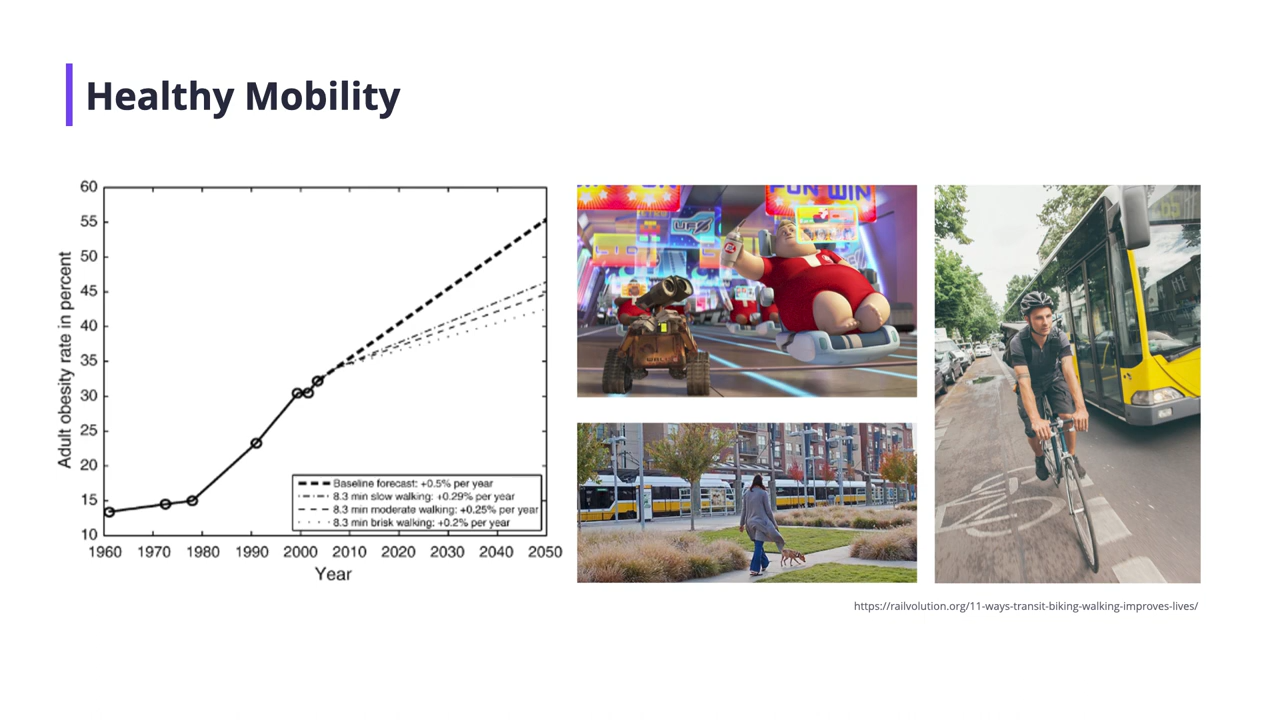 Healthy Mobility
60
55
50
45
40
35
30
25
20
15
10
Adult obesity rate in percent
Baseline forecast: +0.5% per year
8.3 min slow walking: +0.29% per year
8.3 min moderate walking: +0.25% per year
8.3 min brisk walking: +0.2% per year
1960 1970 1980 1990 2000 2010 2020 2030 2040 2050
Year
FUN WIN
UFO
WALL·E
https://railvolution.org/11-ways-transit-biking-walking-improves-lives/